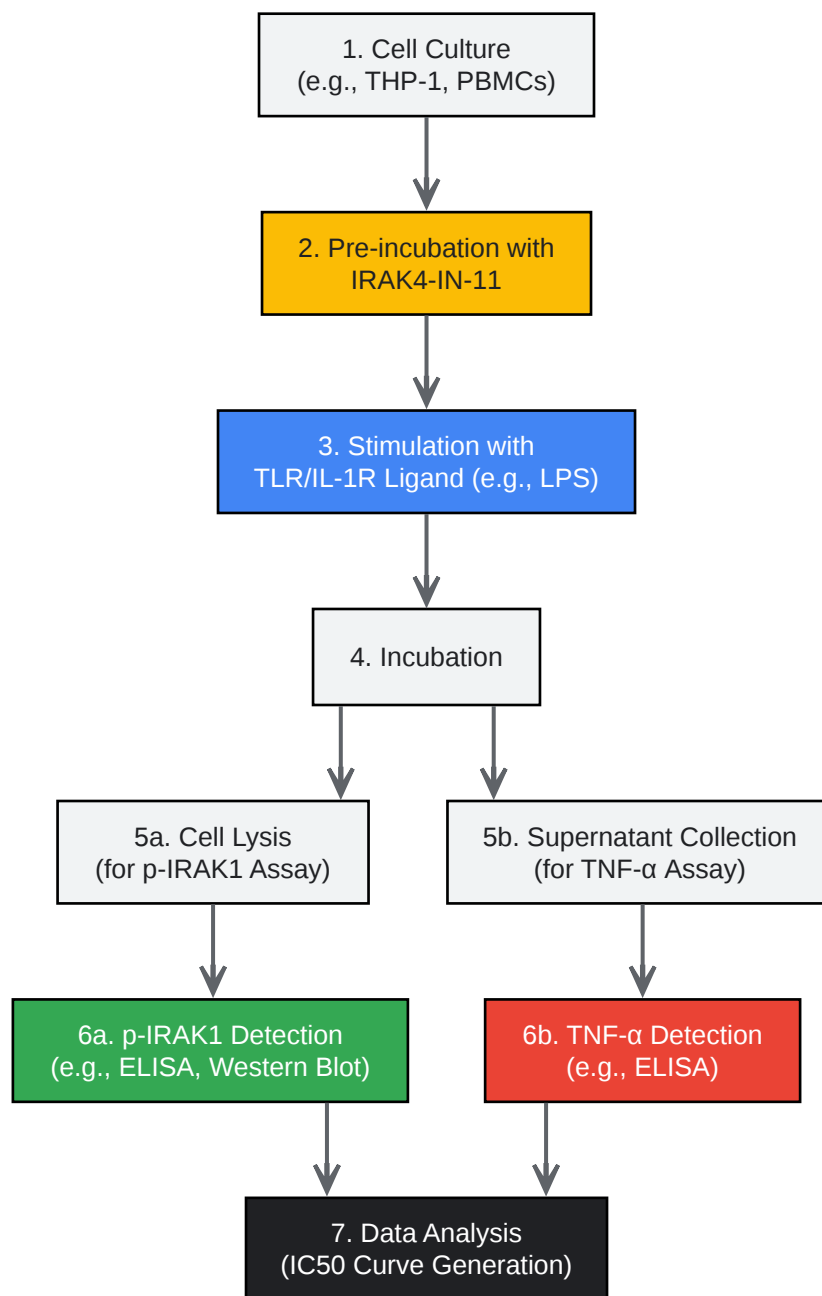 1. Cell Culture
(e.g., THP-1, PBMCs)
2. Pre-incubation with
IRAK4-IN-11
3. Stimulation with
TLR/IL-1R Ligand (e.g., LPS)
4. Incubation
5a. Cell Lysis
(for p-IRAK1 Assay)
5b. Supernatant Collection
(for TNF-α Assay)
6a. p-IRAK1 Detection
(e.g., ELISA, Western Blot)
6b. TNF-α Detection
(e.g., ELISA)
7. Data Analysis
(IC50 Curve Generation)